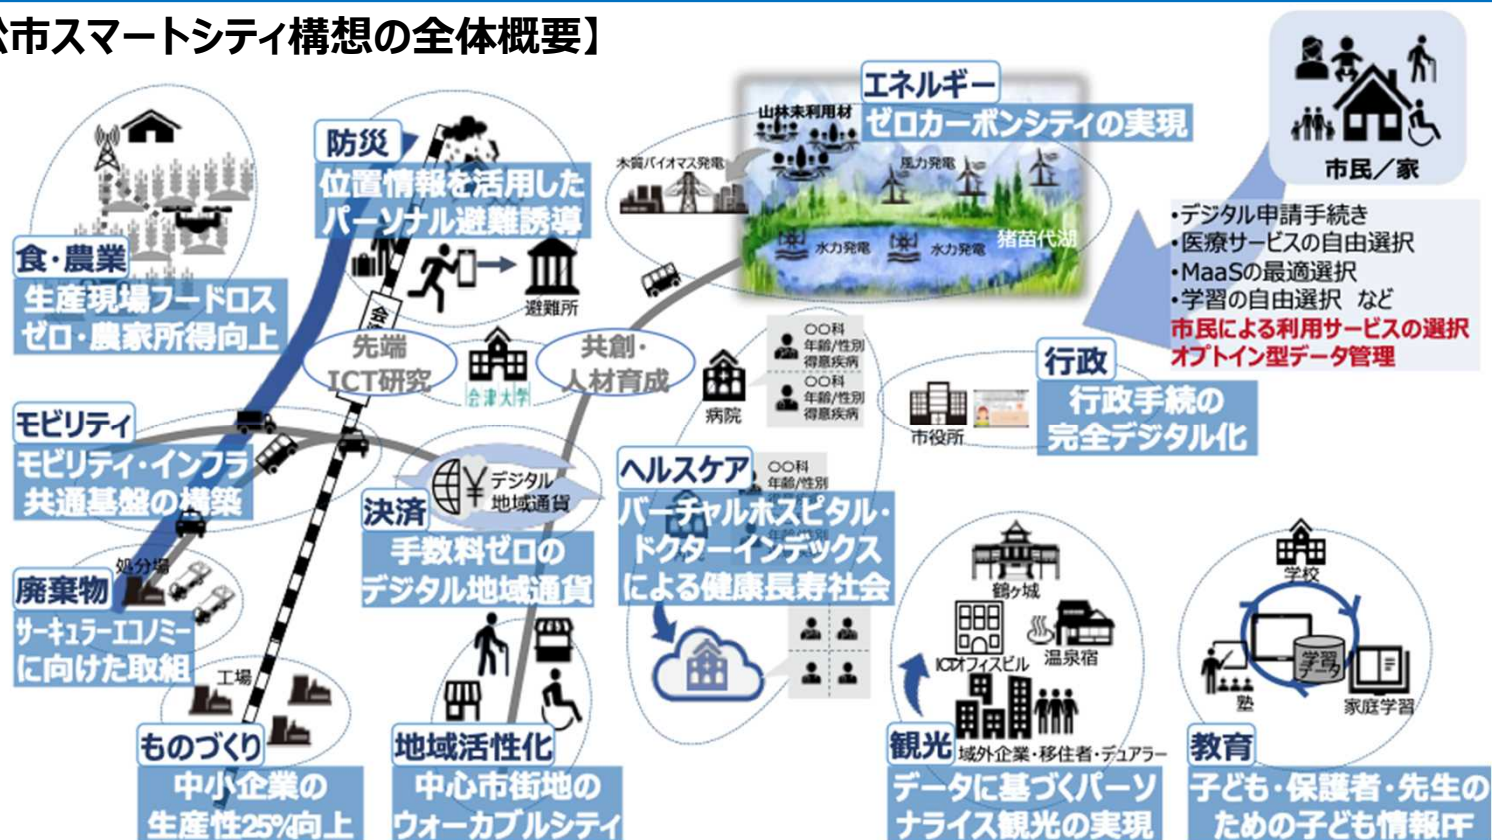 市スマートシティ構想の全体概要】
エネルギー
ゼロカーボンシティの実現
山林未利用材
木質バイオマス発電
風力発電
水力発電
水力発電
猪苗代湖
市民／家
・デジタル申請手続き
・医療サービスの自由選択
・MaaSの最適選択
・学習の自由選択 など
市民による利用サービスの選択
オプトイン型データ管理
防災
位置情報を活用した
パーソナル避難誘導
避難所
食・農業
生産現場フードロス
ゼロ・農家所得向上
会
先端
ICT研究
会津大学
共創・
人材育成
病院
〇〇科
年齢/性別
得意疾病
〇〇科
年齢/性別
得意疾病
行政
行政手続の
完全デジタル化
市役所
モビリティ
モビリティ・インフラ
共通基盤の構築
決済
デジタル
地域通貨
手数料ゼロの
デジタル地域通貨
ヘルスケア
〇〇科
年齢/性別
バーチャルホスピタル・
ドクターインデックス
による健康長寿社会
処分場
廃棄物
サーキュラーエコノミー
に向けた取組
工場
ものづくり
中小企業の
生産性25%向上
地域活性化
中心市街地の
ウォーカブルシティ
鶴ヶ城
ICTオフィスビル
温泉宿
観光
域外企業・移住者・デュアラー
データに基づくパーソ
ナライス観光の実現
学校
学習
データ
塾
家庭学習
教育
子ども・保護者・先生の
ための子ども情報PF